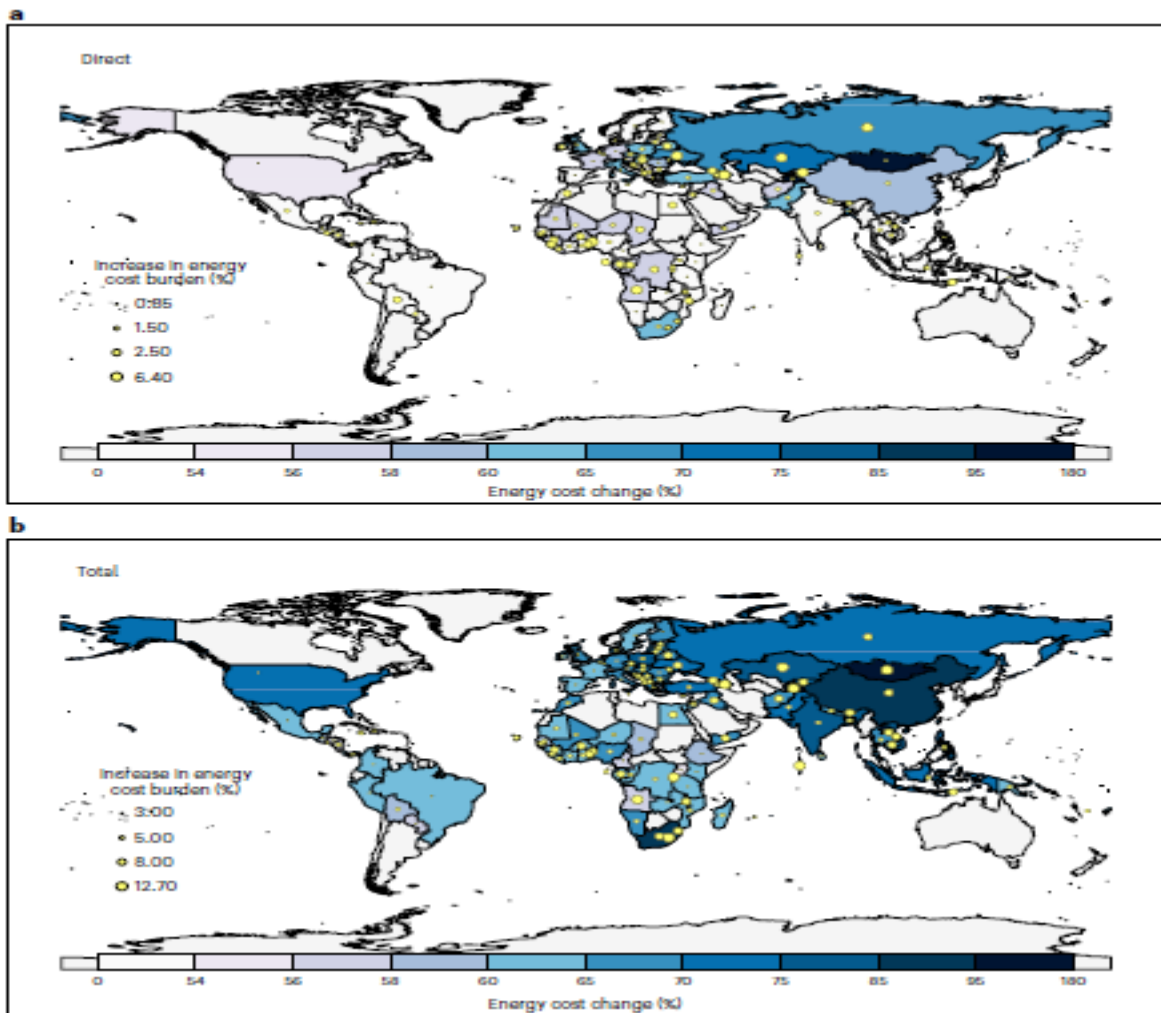 a
Direct
Increase in energy
cost burden (%)
0.85
1.50
2.50
6.40
0 54 56 58 60 65 70 75 85 95 180
Energy cost change (%)
b
Total
Increase in energy
cost burden (%)
3.00
5.00
8.00
12.70
0 54 56 58 60 65 70 75 85 95 180
Energy cost change (%)